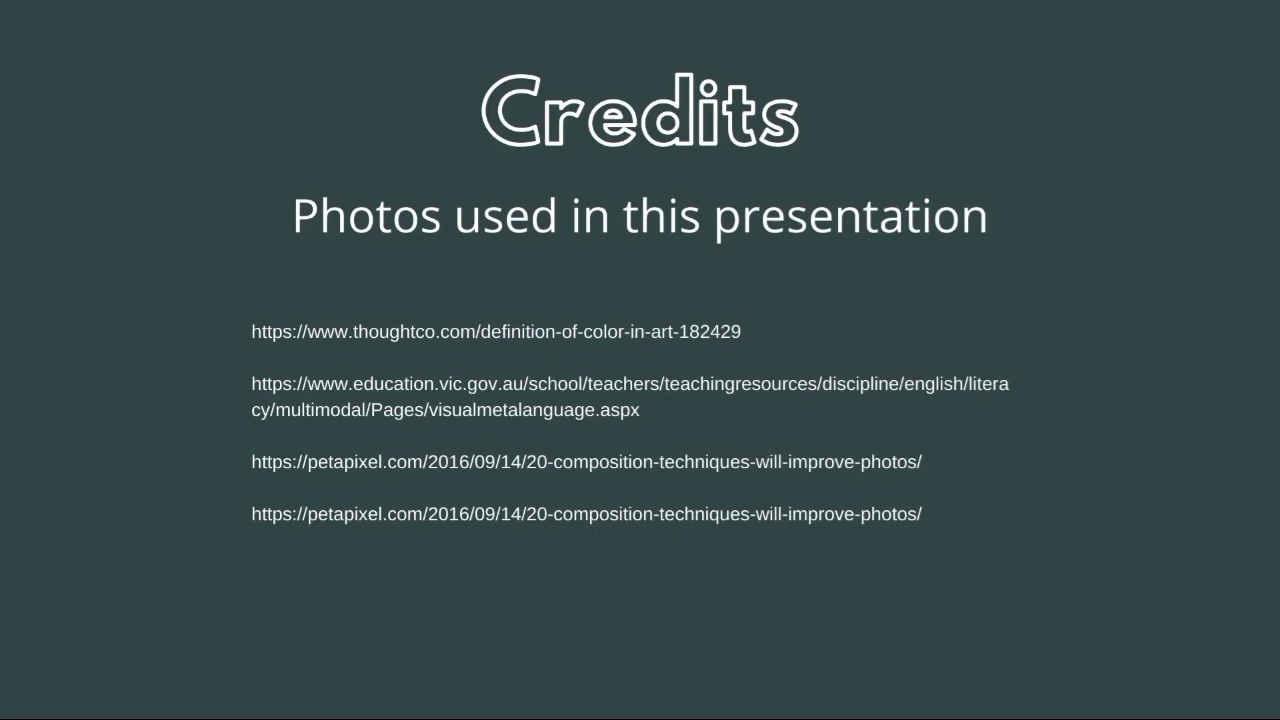 Credits
Photos used in this presentation
https://www.thoughtco.com/definition-of-color-in-art-182429
https://www.education.vic.gov.au/school/teachers/teachingresources/discipline/english/litera
cy/multimodal/Pages/visualmetalanguage.aspx
https://petapixel.com/2016/09/14/20-composition-techniques-will-improve-photos/
https://petapixel.com/2016/09/14/20-composition-techniques-will-improve-photos/